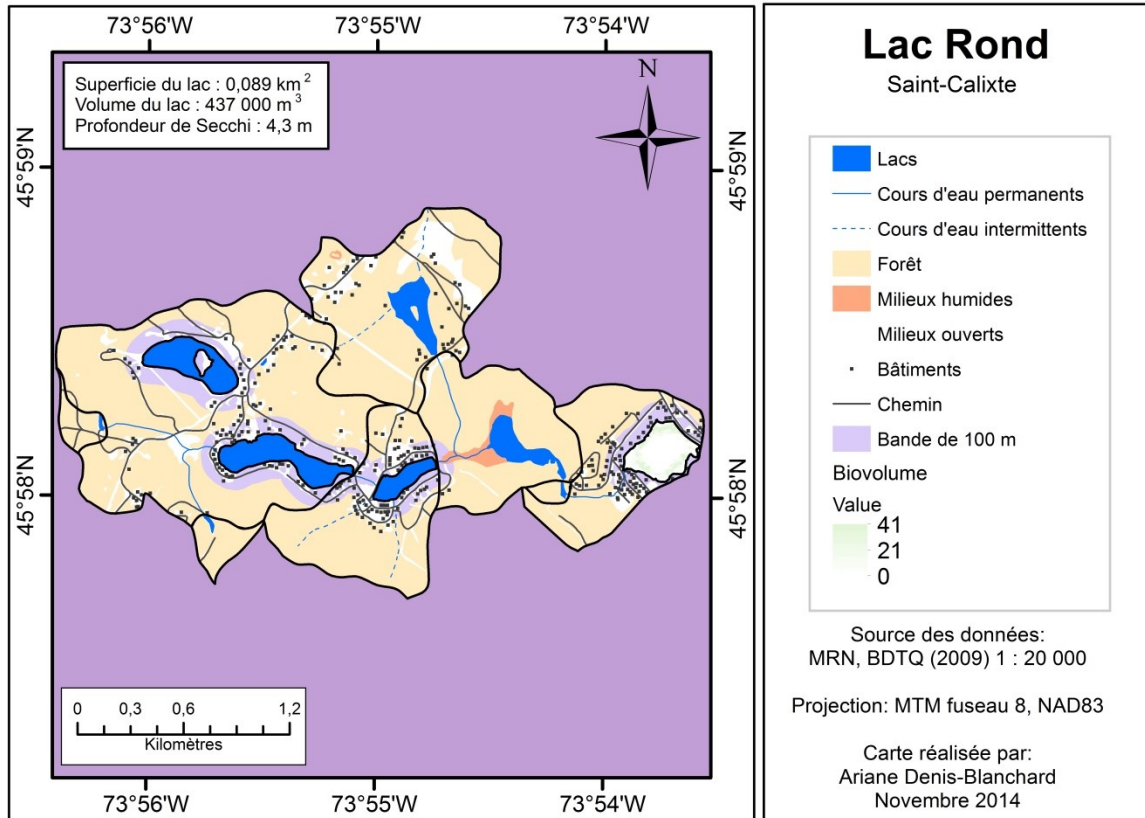 73°56'W 73°55'W 73°54'W
Superficie du lac : 0,089 km²
Volume du lac : 437 000 m³
Profondeur de Secchi : 4,3 m
N
45°59'N 45°59'N
45°58'N 45°58'N
0 0,3 0,6 1,2
Kilomètres
73°56'W 73°55'W 73°54'W
Lac Rond
Saint-Calixte
Lacs
Cours d'eau permanents
Cours d'eau intermittents
Forêt
Milieux humides
Milieux ouverts
Bâtiments
Chemin
Bande de 100 m
Biovolume
Value
41
21
0
Source des données:
MRN, BDTQ (2009) 1 : 20 000
Projection: MTM fuseau 8, NAD83
Carte réalisée par:
Ariane Denis-Blanchard
Novembre 2014